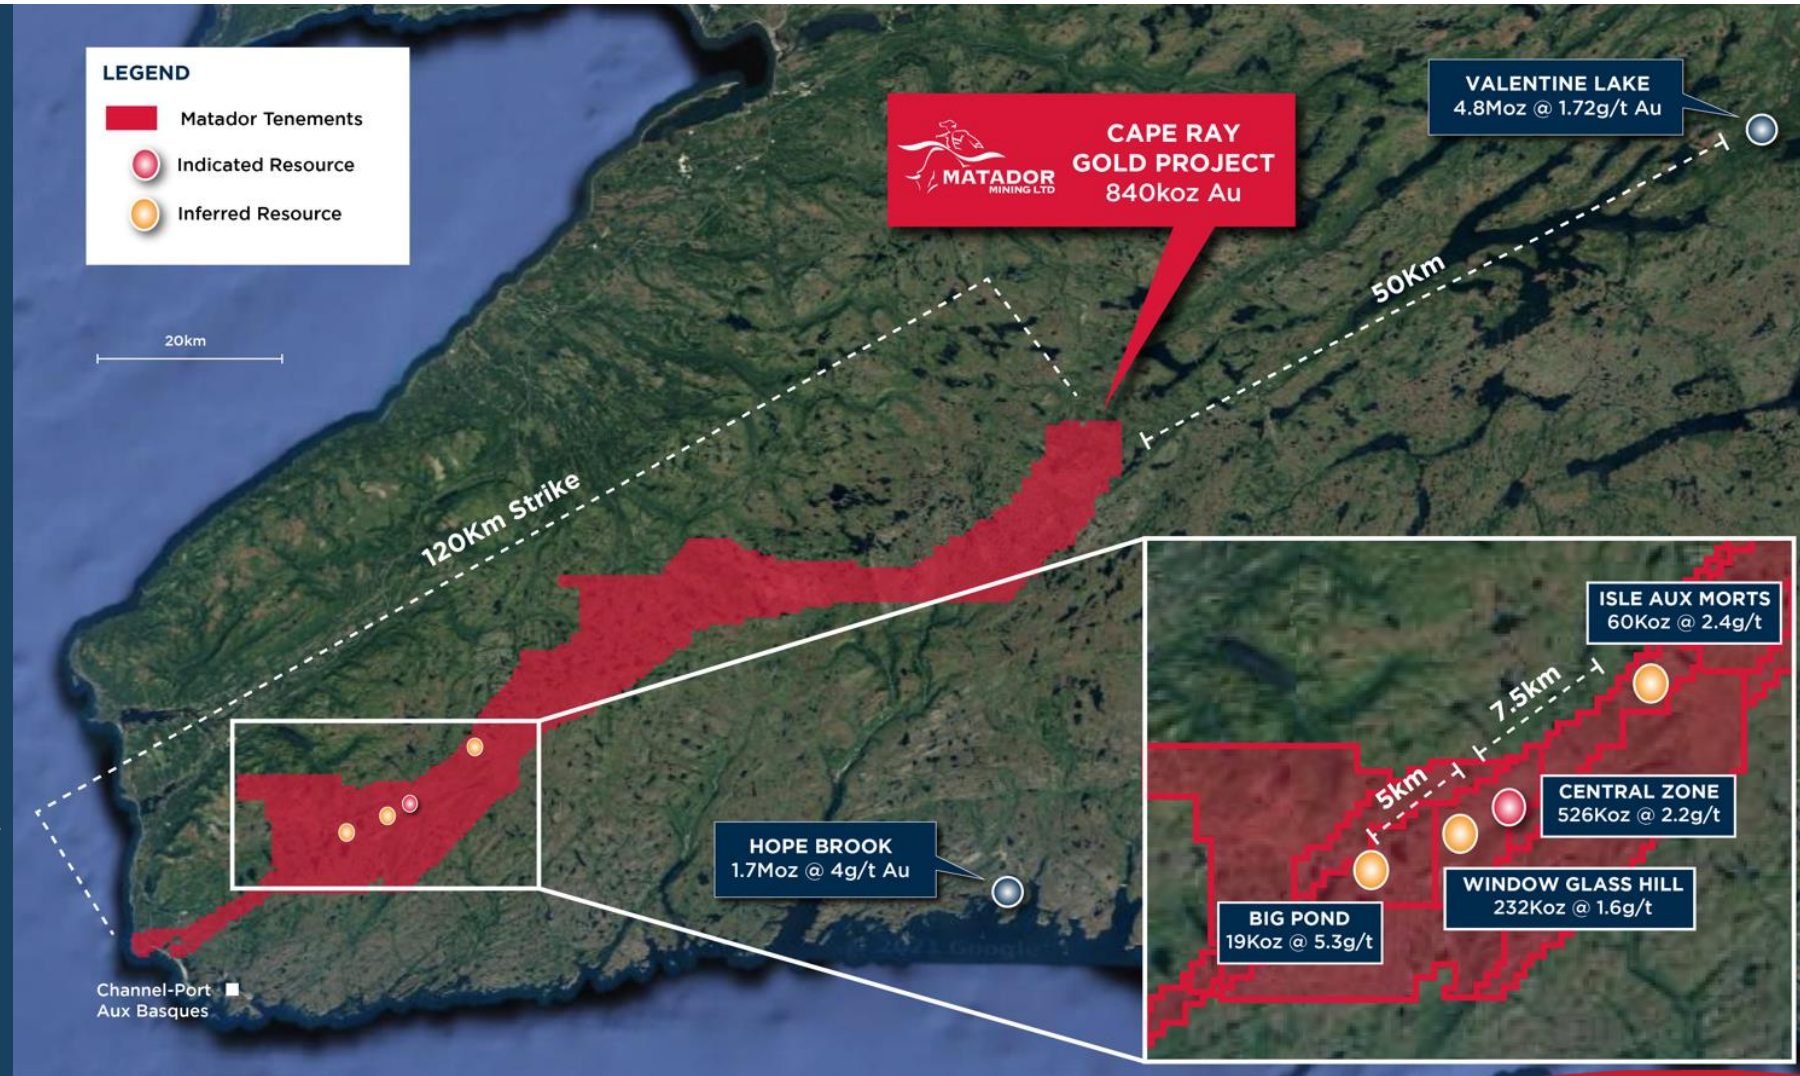 LEGEND
Matador Tenements
Indicated Resource
Inferred Resource
20km
MATADOR
MINING LTD
CAPE RAY
GOLD PROJECT
840koz Au
VALENTINE LAKE
4.8Moz @ 1.72g/t Au
50Km
120Km Strike
HOPE BROOK
1.7Moz @ 4g/t Au
2021 Google
Channel-Port
Aux Basques
ISLE AUX MORTS
60Koz @ 2.4g/t
7.5km
5km
CENTRAL ZONE
526Koz @ 2.2g/t
WINDOW GLASS HILL
232Koz @ 1.6g/t
BIG POND
19Koz @ 5.3g/t